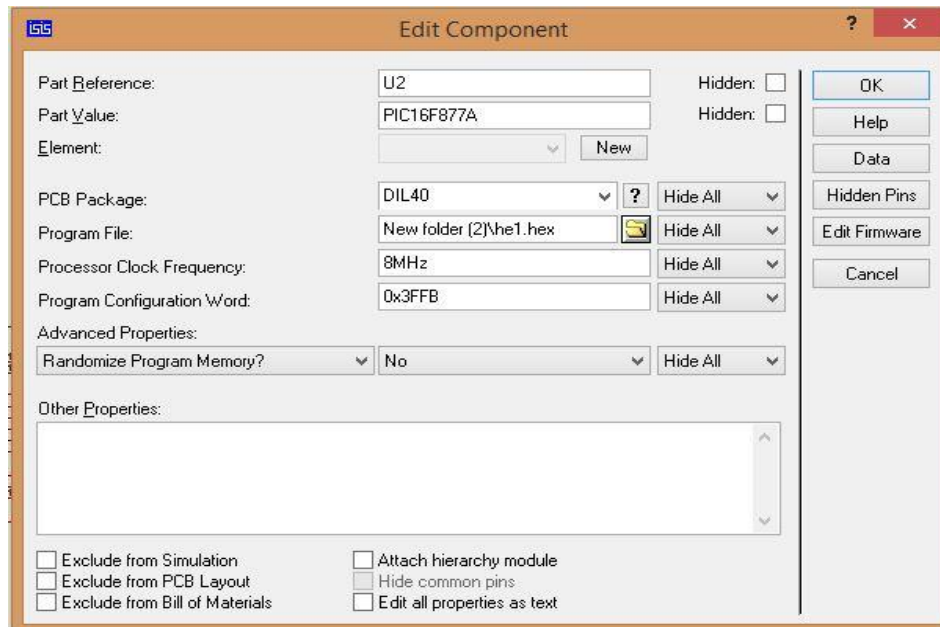 isis Edit Component ? ×
Part Reference: U2 Hidden: OK
Part Value: PIC16F877A Hidden: Help
Element: New Data
PCB Package: DIL40 ? Hide All Hidden Pins
Program File: New folder (2)\he1.hex Hide All Edit Firmware
Processor Clock Frequency: 8MHz Hide All Cancel
Program Configuration Word: 0x3FFB Hide All
Advanced Properties:
Randomize Program Memory? No Hide All
Other Properties:
Exclude from Simulation Attach hierarchy module
Exclude from PCB Layout Hide common pins
Exclude from Bill of Materials Edit all properties as text